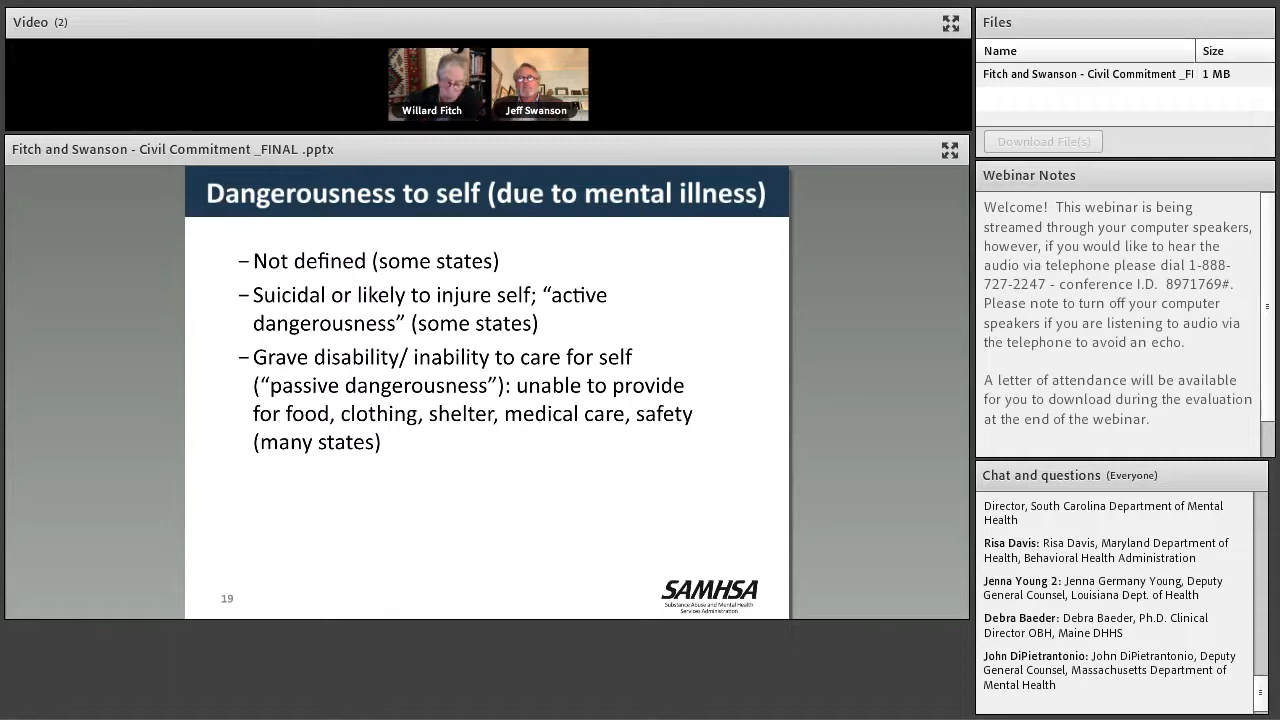 Video (2)
Willard Fitch
Jeff Swanson
Fitch and Swanson - Civil Commitment _FINAL .pptx
Dangerousness to self (due to mental illness)
– Not defined (some states)
– Suicidal or likely to injure self; “active
dangerousness” (some states)
– Grave disability/ inability to care for self
(“passive dangerousness”): unable to provide
for food, clothing, shelter, medical care, safety
(many states)
19
SAMHSA
Substance Abuse and Mental Health
Services Administration
Files
Name Size
Fitch and Swanson - Civil Commitment _FI 1 MB
Download File(s)
Webinar Notes
Welcome! This webinar is being
streamed through your computer speakers,
however, if you would like to hear the
audio via telephone please dial 1-888-
727-2247 - conference I.D. 8971769#.
Please note to turn off your computer
speakers if you are listening to audio via
the telephone to avoid an echo.
A letter of attendance will be available
for you to download during the evaluation
at the end of the webinar.
Chat and questions (Everyone)
Director, South Carolina Department of Mental
Health
Risa Davis: Risa Davis, Maryland Department of
Health, Behavioral Health Administration
Jenna Young 2: Jenna Germany Young, Deputy
General Counsel, Louisiana Dept. of Health
Debra Baeder: Debra Baeder, Ph.D. Clinical
Director OBH, Maine DHHS
John DiPietrantonio: John DiPietrantonio, Deputy
General Counsel, Massachusetts Department of
Mental Health